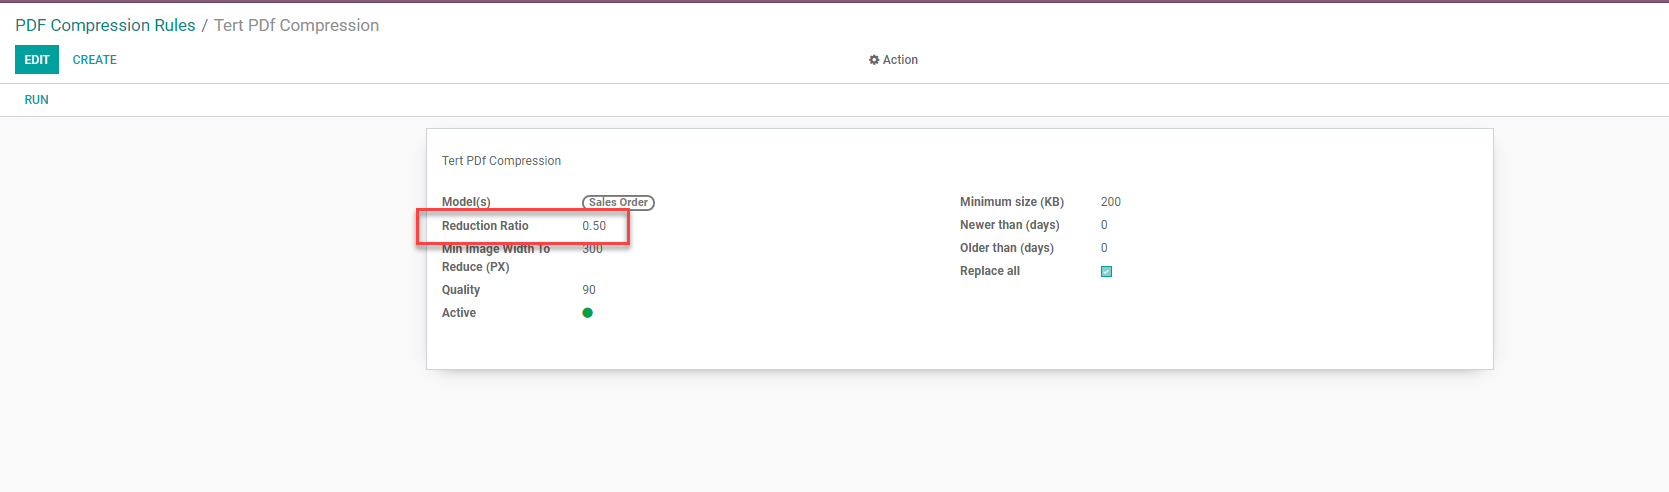 PDF Compression Rules / Tert PDf Compression
EDIT CREATE Action
RUN
Tert PDf Compression
Model(s) Sales Order
Reduction Ratio 0.50
Min Image Width To Reduce (PX) 300
Quality 90
Active
Minimum size (KB) 200
Newer than (days) 0
Older than (days) 0
Replace all